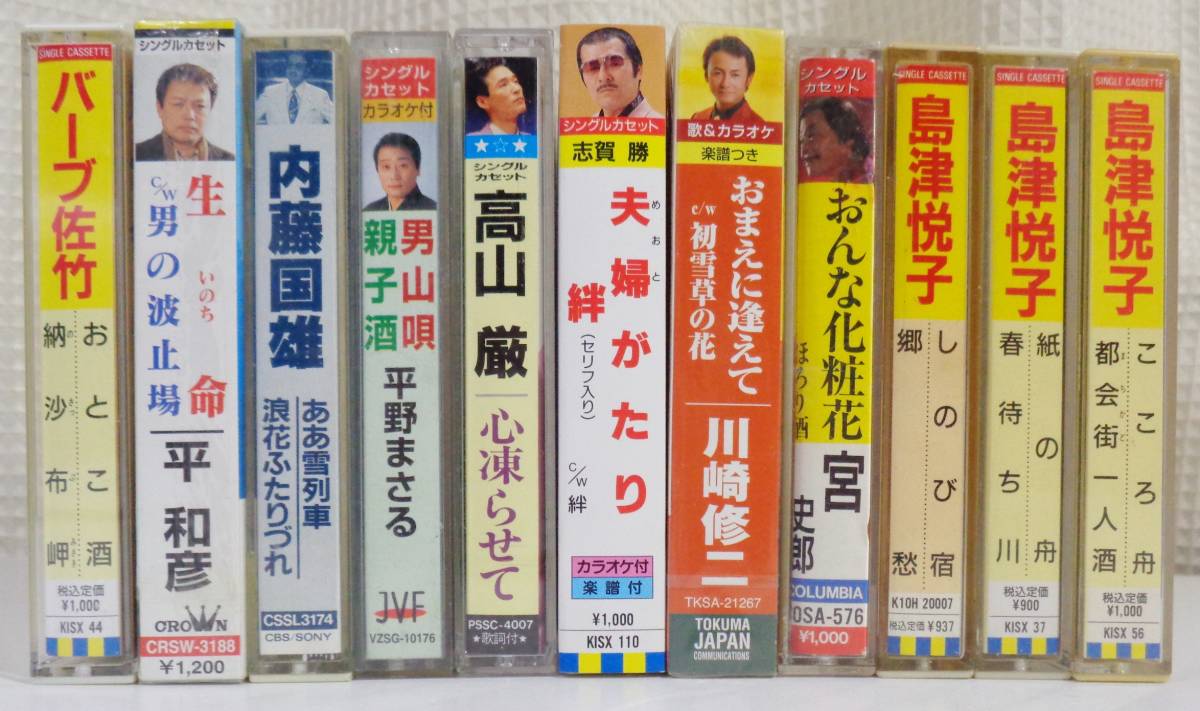 SINGLE CASSETTE
バーブ佐竹
おとこ酒
納沙布岬
の さっ ぷ みさき
税込定価
¥1,000
KISX 44
シングルカセット
生命
いのち
c/w 男の波止場
平 和彦
CROWN
CRSW-3188
¥1,200
内藤国雄
ああ雪列車
浪花ふたりづれ
CSSL3174
CBS/SONY
シングル
カセット
カラオケ付
男山唄
親子酒
平野まさる
JVF
VZSG-10176
★☆★
シングル
カセット
高山 厳
心凍らせて
PSSC-4007
★歌詞付★
シングルカセット
志賀 勝
夫婦がたり
めおと
絆
(セリフ入り)
c/w 絆
カラオケ付
楽譜付
¥1,000
KISX 110
歌&カラオケ
楽譜つき
おまえに逢えて
c/w 初雪草の花
川崎修二
TKSA-21267
TOKUMA
JAPAN
COMMUNICATIONS
シングル
カセット
おんな化粧花
ほろり酒
宮
史郎
COLUMBIA
OSA-576
¥1,000
SINGLE CASSETTE
島津悦子
しのび宿
郷愁
K10H 20007
税込定価 ¥937
SINGLE CASSETTE
島津悦子
紙の舟
春待ち川
税込定価
¥900
KISX 37
SINGLE CASSETTE
島津悦子
こころ舟
都会街一人酒
まちかど
税込定価
¥1,000
KISX 56